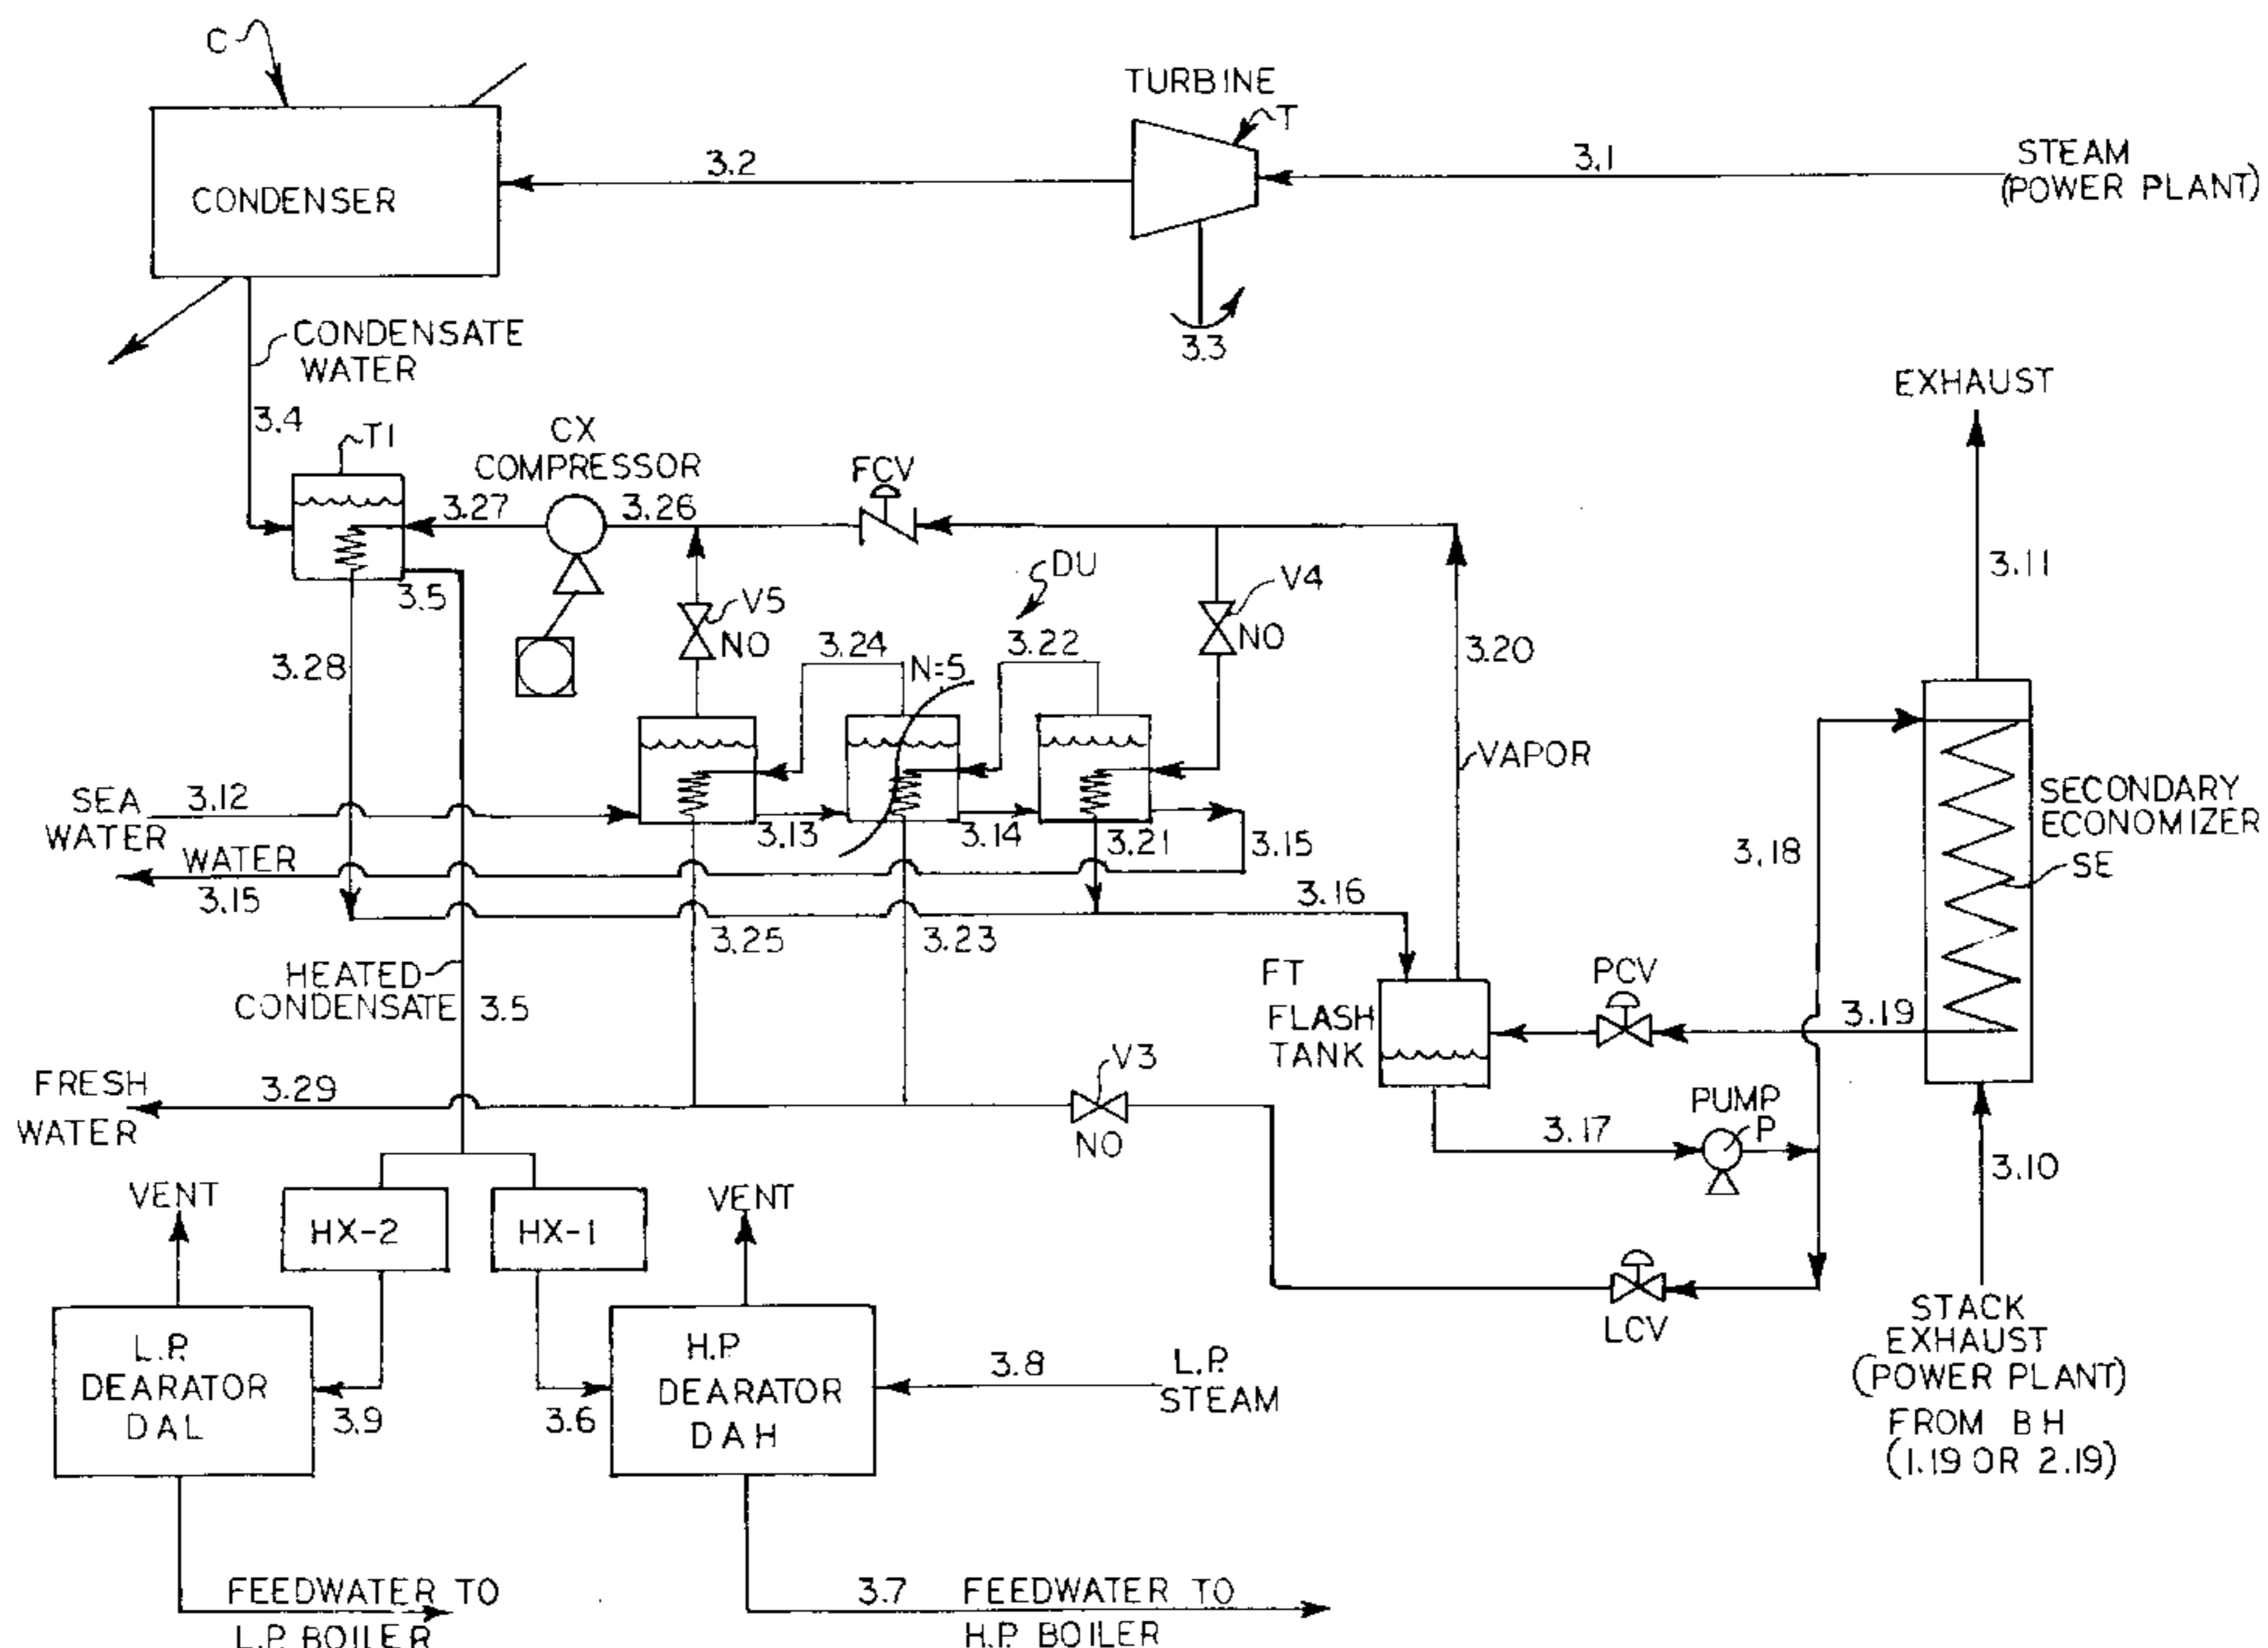 C
TURBINE
T
CONDENSER
3.2
3.1
STEAM
(POWER PLANT)
3.3
CONDENSATE
WATER
3.4
EXHAUST
T1
CX
COMPRESSOR
FCV
3.27
3.26
3.11
3.5
DU
V5
NO
V4
NO
3.28
3.24
N=5
3.22
3.20
VAPOR
SEA
WATER
3.12
3.13
3.14
3.21
3.15
3.18
SECONDARY
ECONOMIZER
SE
WATER
3.15
3.16
3.25
3.23
HEATED
CONDENSATE
3.5
FT
FLASH
TANK
PCV
3.19
FRESH
WATER
3.29
V3
NO
3.17
PUMP
P
3.10
VENT
HX-2
HX-1
VENT
LCV
STACK
EXHAUST
(POWER PLANT)
FROM BH
(1.19 OR 2.19)
L.P.
DEARATOR
DAL
3.9
3.6
H.P.
DEARATOR
DAH
3.8
L.P.
STEAM
FEEDWATER TO
L.P. BOILER
3.7
FEEDWATER TO
H.P. BOILER